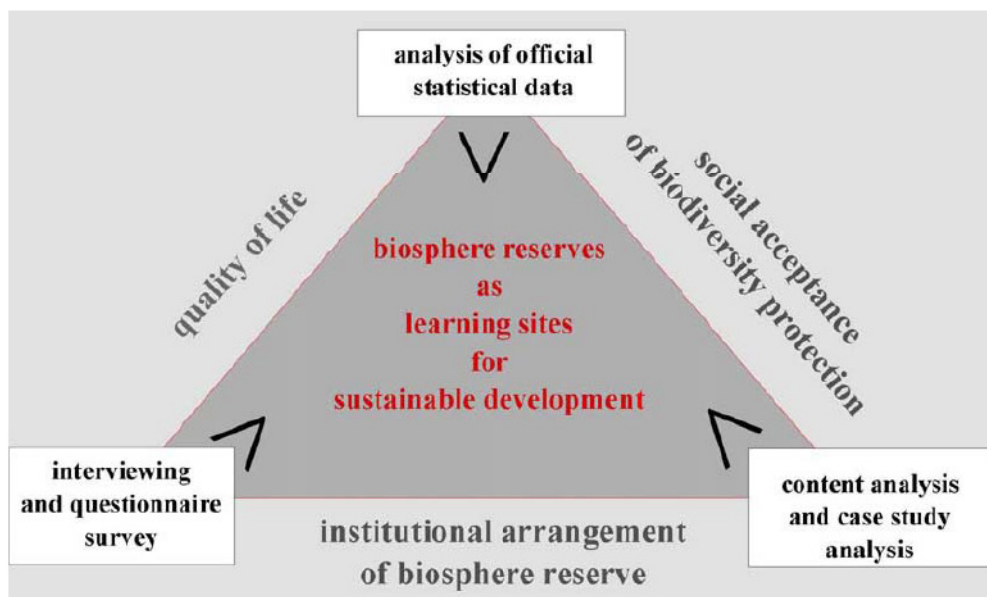 analysis of official
statistical data
quality of life
social acceptance
of biodiversity protection
biosphere reserves
as
learning sites
for
sustainable development
interviewing
and questionnaire
survey
institutional arrangement
of biosphere reserve
content analysis
and case study
analysis